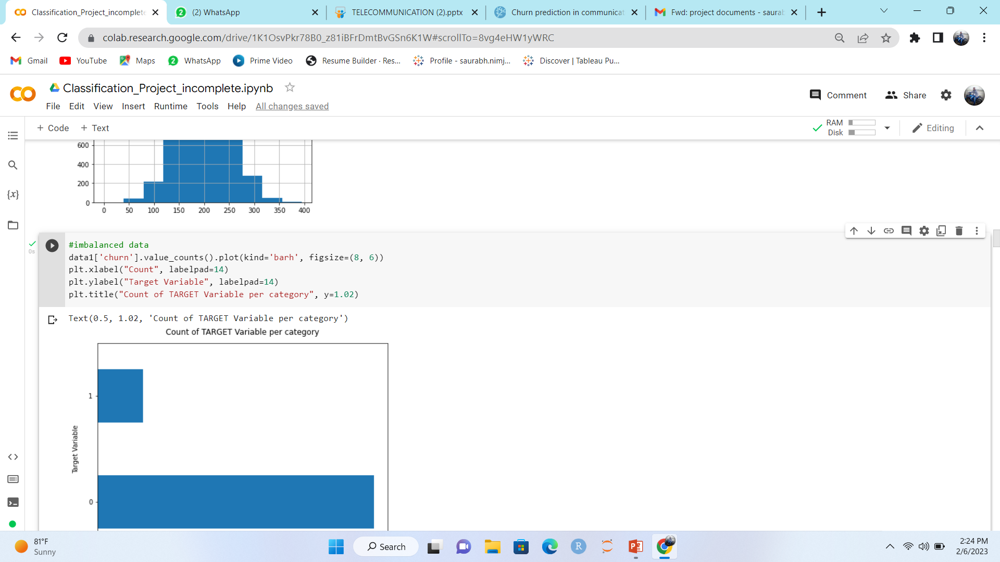 Classification_Project_incomplete
(2) WhatsApp
TELECOMMUNICATION (2).pptx
Churn prediction in communicat
Fwd: project documents - saurab
colab.research.google.com/drive/1K1OsvPkr78B0_z81iBFrDmtBvGSn6K1W#scrollTo=8vg4eHW1yWRC
Gmail
YouTube
Maps
WhatsApp
Prime Video
Resume Builder · Res...
Profile - saurabh.nimj...
Discover | Tableau Pu...
Classification_Project_incomplete.ipynb
Comment
Share
File Edit View Insert Runtime Tools Help All changes saved
+ Code + Text
RAM
Disk
Editing
600
400
200
0
0 50 100 150 200 250 300 350 400
{x}
0s
#imbalanced data
data1['churn'].value_counts().plot(kind='barh', figsize=(8, 6))
plt.xlabel("Count", labelpad=14)
plt.ylabel("Target Variable", labelpad=14)
plt.title("Count of TARGET Variable per category", y=1.02)
Text(0.5, 1.02, 'Count of TARGET Variable per category')
Count of TARGET Variable per category
1
Target Variable
0
81°F
Sunny
Search
2:24 PM
2/6/2023